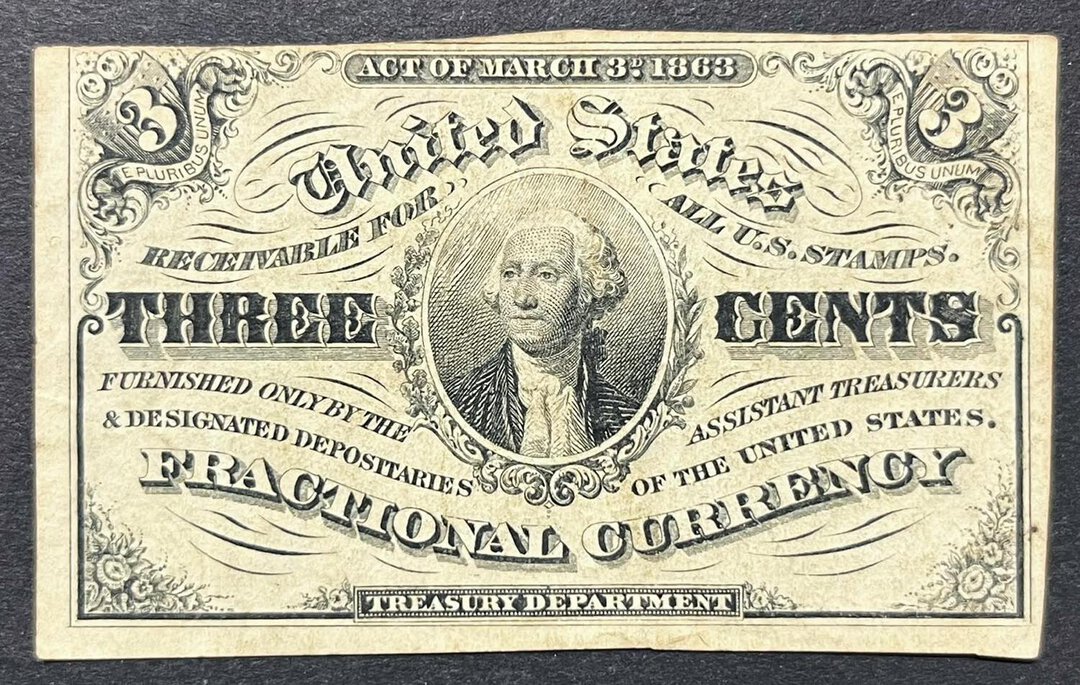 ACT OF MARCH 3D 1863
3
E PLURIBUS UNUM
3
E PLURIBUS UNUM
United States
RECEIVABLE FOR ALL U.S. STAMPS.
THREE CENTS
FURNISHED ONLY BY THE ASSISTANT TREASURERS
& DESIGNATED DEPOSITARIES OF THE UNITED STATES.
FRACTIONAL CURRENCY
TREASURY DEPARTMENT